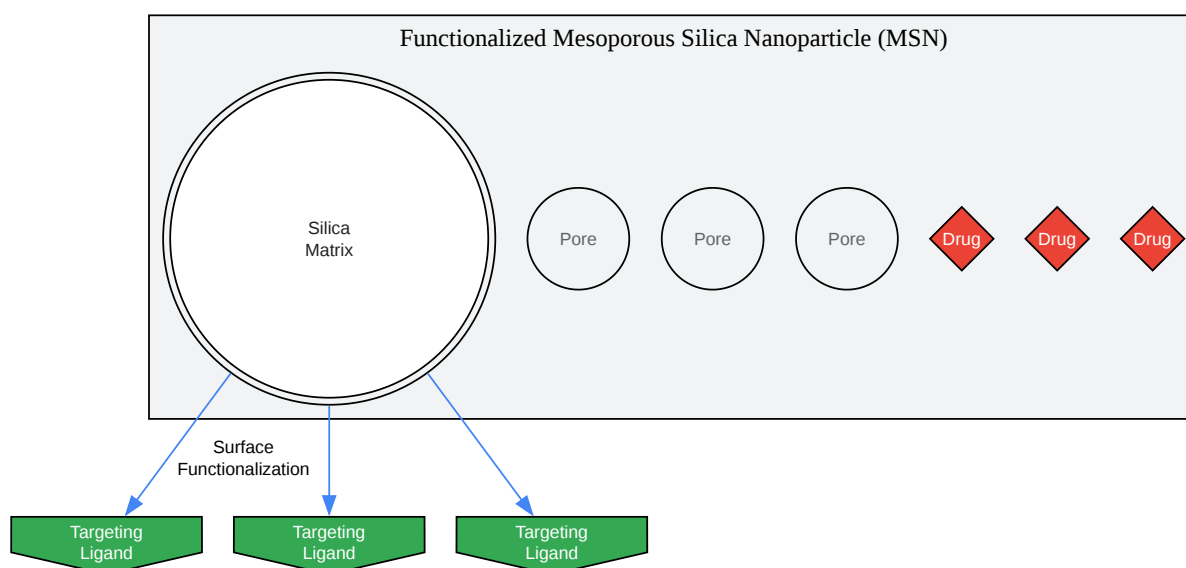 Functionalized Mesoporous Silica Nanoparticle (MSN)
Silica
Matrix
Pore
Pore
Pore
Drug
Drug
Drug
Surface
Functionalization
Targeting
Ligand
Targeting
Ligand
Targeting
Ligand